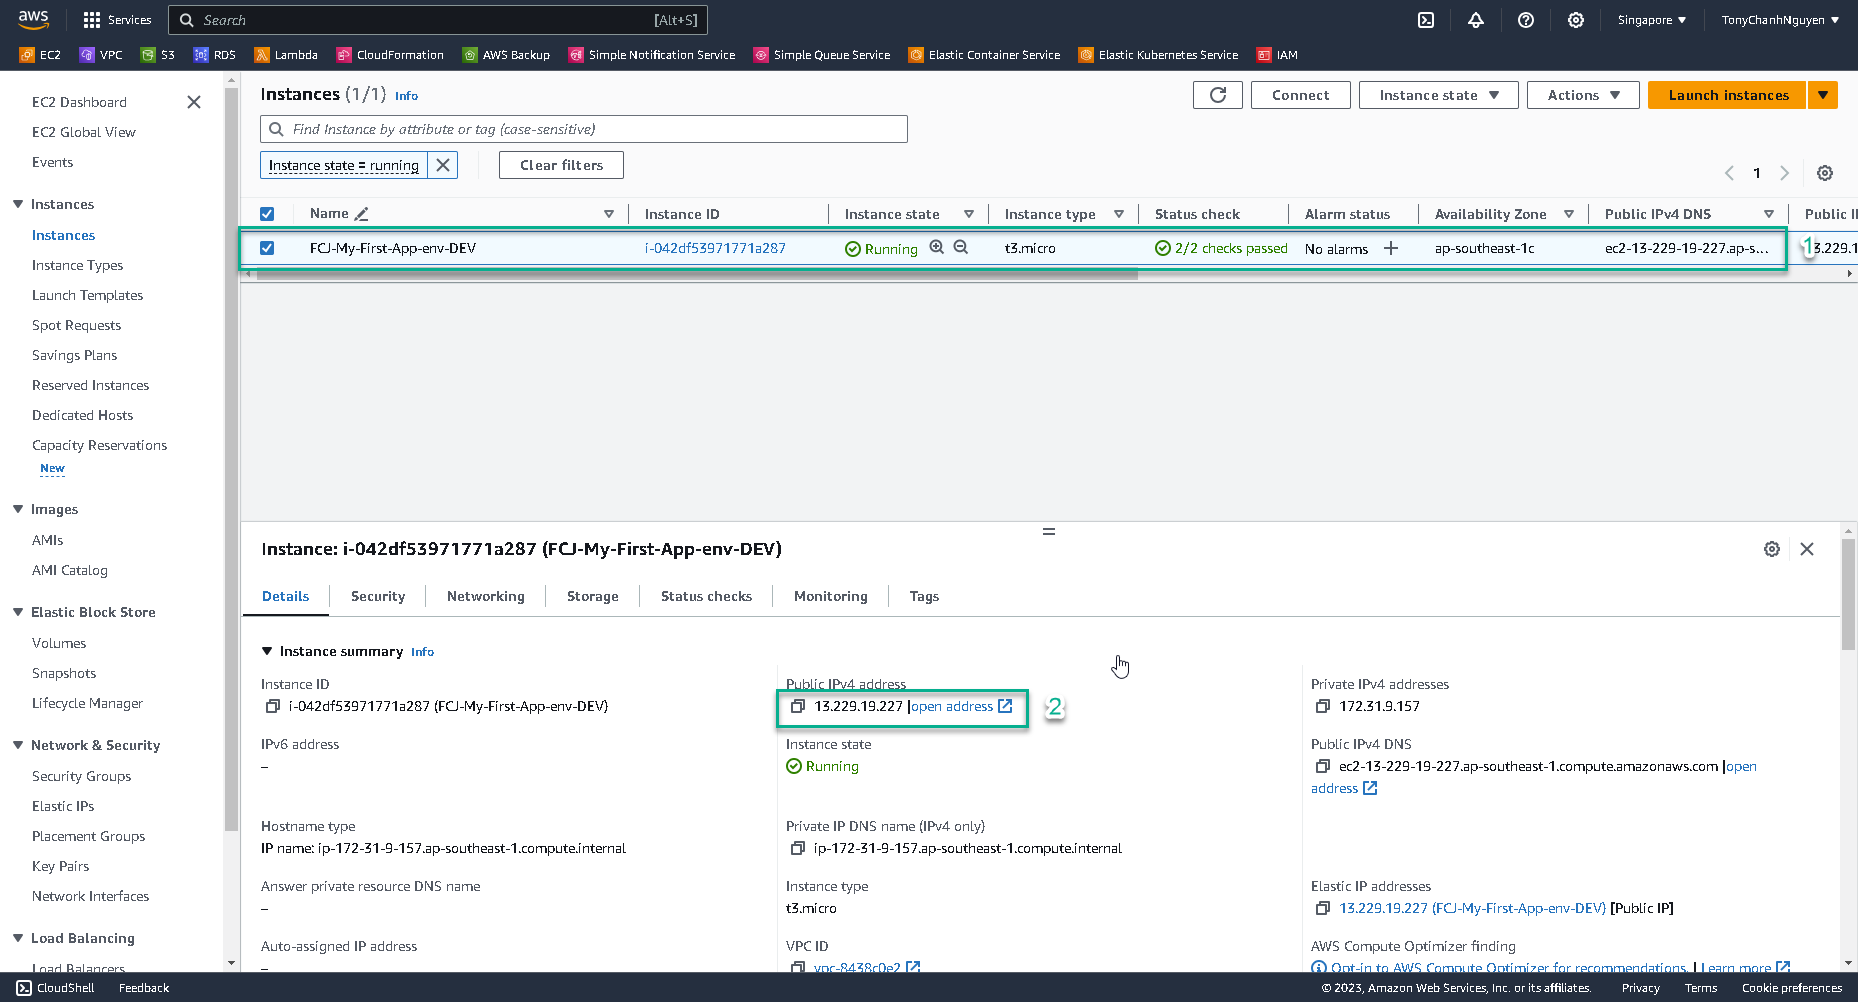 aws Services Search [Alt+S] Singapore TonyChanhNguyen
EC2 VPC S3 RDS Lambda CloudFormation AWS Backup Simple Notification Service Simple Queue Service Elastic Container Service Elastic Kubernetes Service IAM
EC2 Dashboard
EC2 Global View
Events
Instances
Instances
Instance Types
Launch Templates
Spot Requests
Savings Plans
Reserved Instances
Dedicated Hosts
Capacity Reservations
New
Images
AMIs
AMI Catalog
Elastic Block Store
Volumes
Snapshots
Lifecycle Manager
Network & Security
Security Groups
Elastic IPs
Placement Groups
Key Pairs
Network Interfaces
Load Balancing
Load Balancers
Instances (1/1) Info
Connect Instance state Actions Launch instances
Find Instance by attribute or tag (case-sensitive)
Instance state = running Clear filters
1
Name Instance ID Instance state Instance type Status check Alarm status Availability Zone Public IPv4 DNS Public I
FCJ-My-First-App-env-DEV i-042df53971771a287 Running t3.micro 2/2 checks passed No alarms ap-southeast-1c ec2-13-229-19-227.ap-s... 1 3.229.1
Instance: i-042df53971771a287 (FCJ-My-First-App-env-DEV)
Details Security Networking Storage Status checks Monitoring Tags
Instance summary Info
Instance ID
i-042df53971771a287 (FCJ-My-First-App-env-DEV)
Public IPv4 address
13.229.19.227 |open address 2
Private IPv4 addresses
172.31.9.157
IPv6 address
–
Instance state
Running
Public IPv4 DNS
ec2-13-229-19-227.ap-southeast-1.compute.amazonaws.com |open
address
Hostname type
IP name: ip-172-31-9-157.ap-southeast-1.compute.internal
Private IP DNS name (IPv4 only)
ip-172-31-9-157.ap-southeast-1.compute.internal
Answer private resource DNS name
–
Instance type
t3.micro
Elastic IP addresses
13.229.19.227 (FCJ-My-First-App-env-DEV) [Public IP]
Auto-assigned IP address
–
VPC ID
vpc-8438c0e2
AWS Compute Optimizer finding
Opt-in to AWS Compute Optimizer for recommendations. | Learn more
CloudShell Feedback © 2023, Amazon Web Services, Inc. or its affiliates. Privacy Terms Cookie preferences